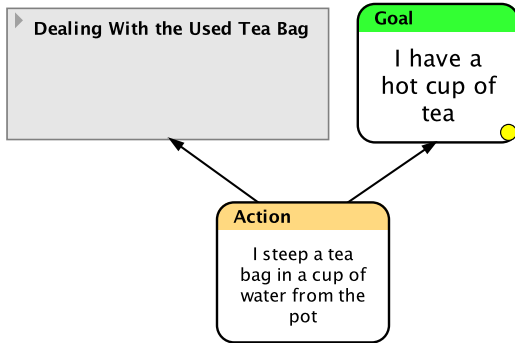 Dealing With the Used Tea Bag
Goal
I have a
hot cup of
tea
Action
I steep a tea
bag in a cup of
water from the
pot